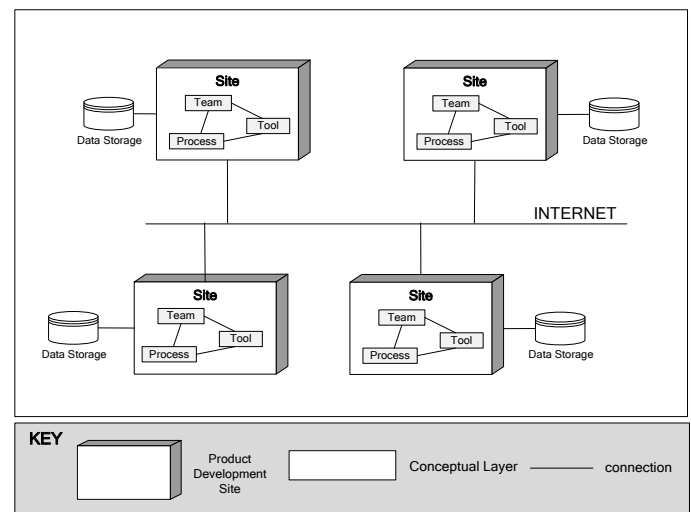 Site
Team
Tool
Process
Data Storage
Site
Team
Tool
Process
Data Storage
INTERNET
Site
Team
Tool
Process
Data Storage
Site
Team
Tool
Process
Data Storage
KEY
Product
Development
Site
Conceptual Layer
connection